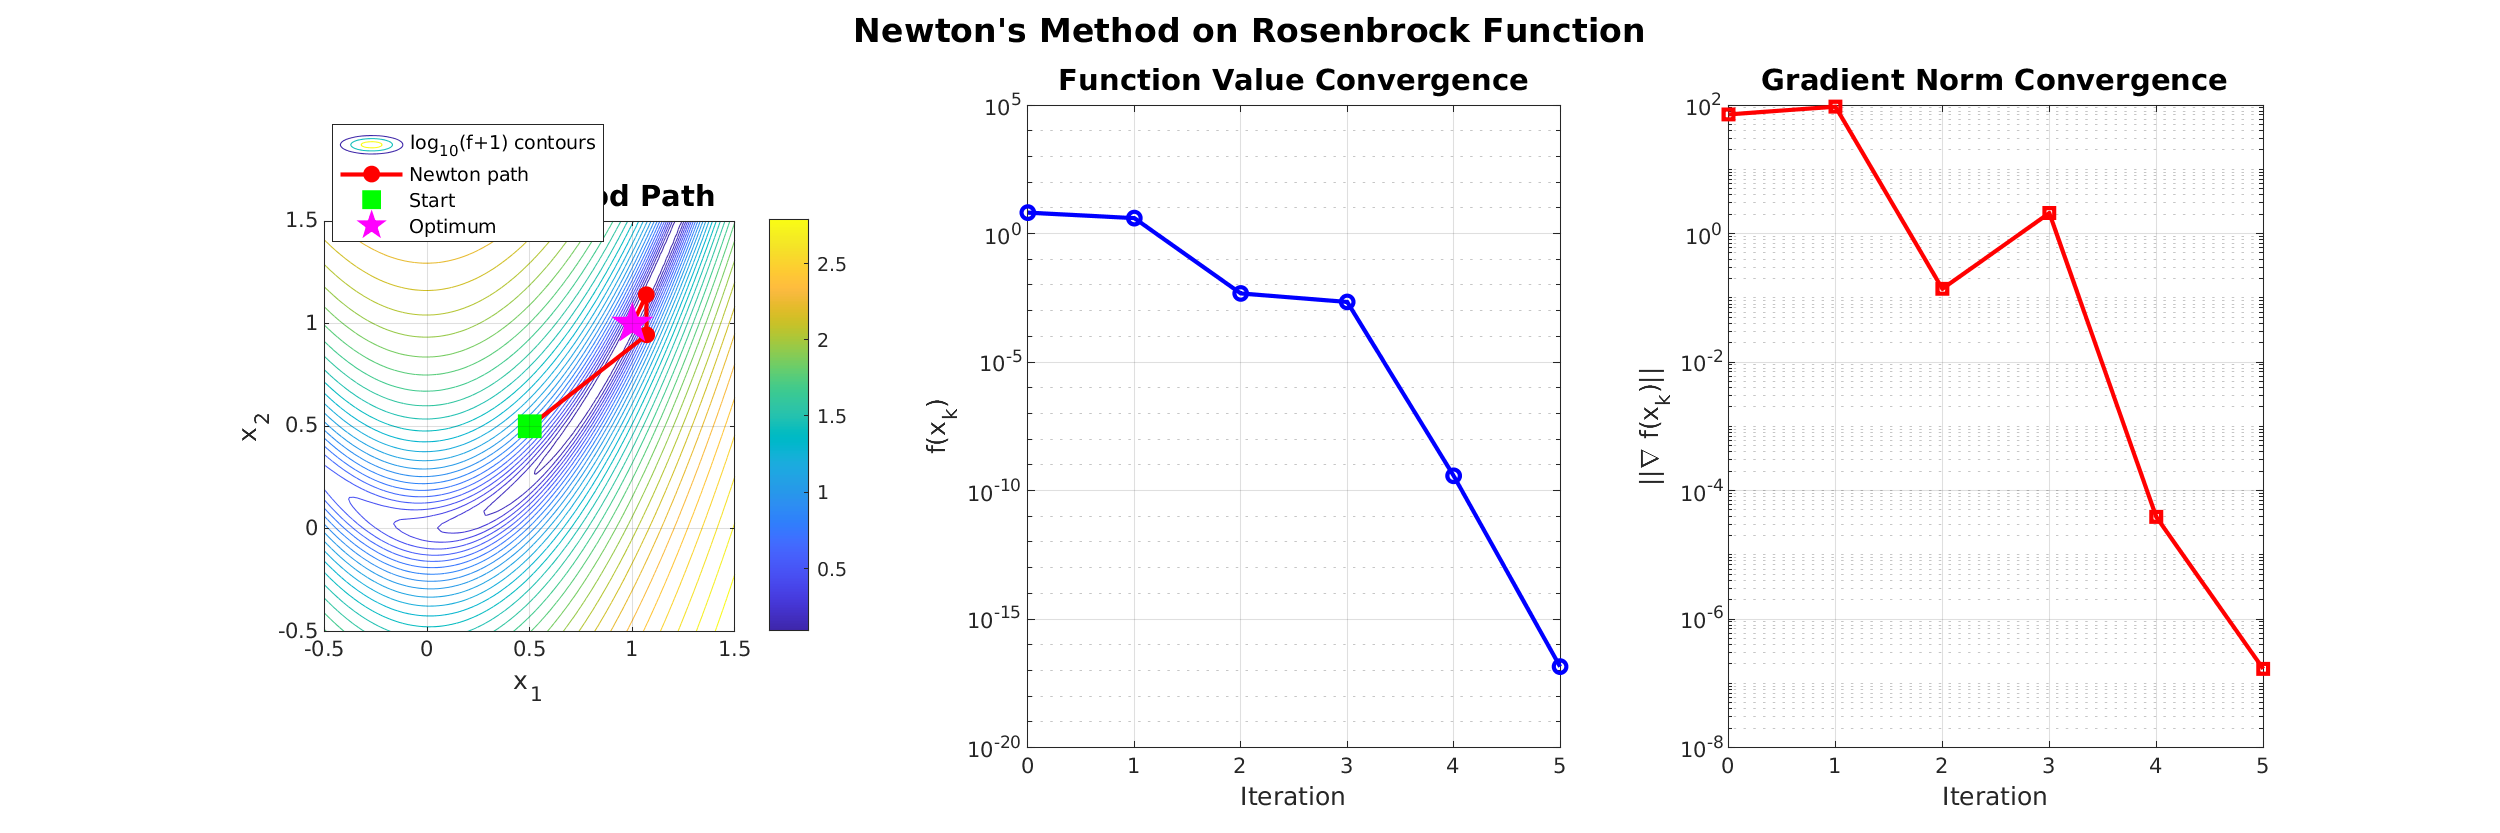 Newton's Method on Rosenbrock Function
log10(f+1) contours
Newton path
Start
Optimum
od Path
1.5
1
0.5
0
-0.5
x2
-0.5 0 0.5 1 1.5
x1
2.5
2
1.5
1
0.5
Function Value Convergence
10^5
10^0
10^-5
10^-10
10^-15
10^-20
f(x_k)
0 1 2 3 4 5
Iteration
Gradient Norm Convergence
10^2
10^0
10^-2
10^-4
10^-6
10^-8
||∇ f(x_k)||
0 1 2 3 4 5
Iteration